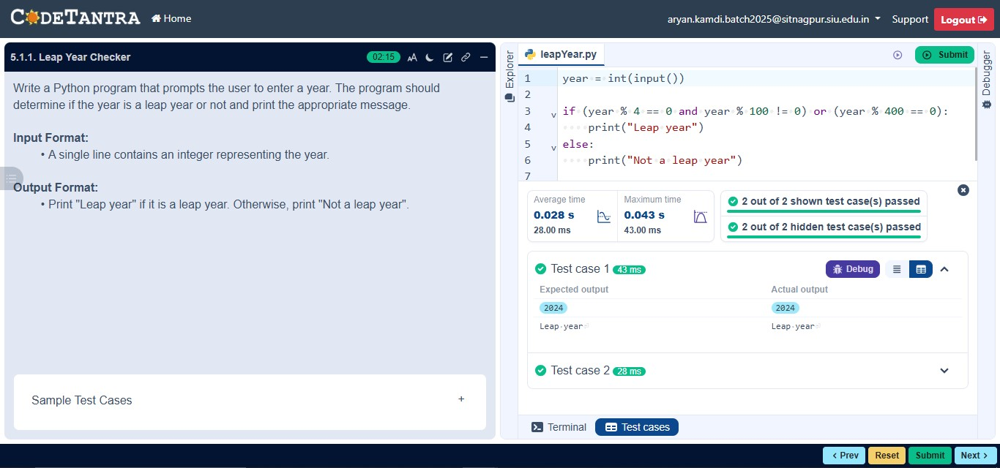 CODETANTRA
Home
aryan.kamdi.batch2025@sitnagpur.siu.edu.in
Support
Logout
5.1.1. Leap Year Checker
02:15
AA
Write a Python program that prompts the user to enter a year. The program should
determine if the year is a leap year or not and print the appropriate message.
Input Format:
• A single line contains an integer representing the year.
Output Format:
• Print "Leap year" if it is a leap year. Otherwise, print "Not a leap year".
Sample Test Cases
+
Explorer
leapYear.py
Submit
Debugger
1 year = int(input())
2
3 if (year % 4 == 0 and year % 100 != 0) or (year % 400 == 0):
4 print("Leap year")
5 else:
6 print("Not a leap year")
7
Average time
0.028 s
28.00 ms
Maximum time
0.043 s
43.00 ms
2 out of 2 shown test case(s) passed
2 out of 2 hidden test case(s) passed
Test case 1 43 ms
Debug
Expected output
Actual output
2024
2024
Leap·year
Leap·year
Test case 2 28 ms
Terminal
Test cases
< Prev
Reset
Submit
Next >